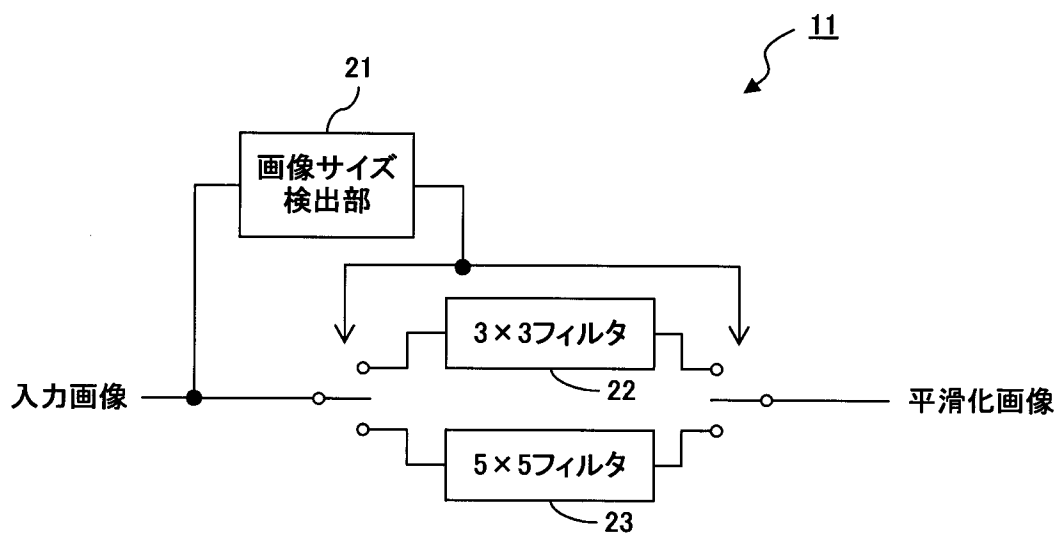 11
21
画像サイズ
検出部
3×3フィルタ
22
入力画像
平滑化画像
5×5フィルタ
23